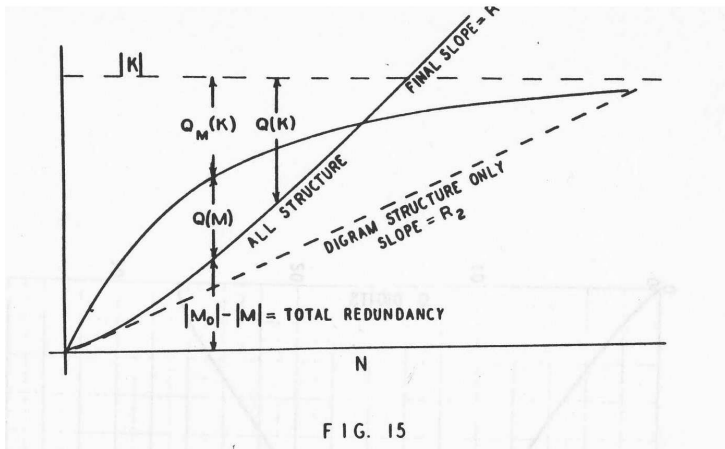 FINAL SLOPE = R
|K|
Q_M(K)
Q(K)
Q(M)
ALL STRUCTURE
DIGRAM STRUCTURE ONLY
SLOPE = R₂
|M₀|-|M| = TOTAL REDUNDANCY
N
FIG. 15